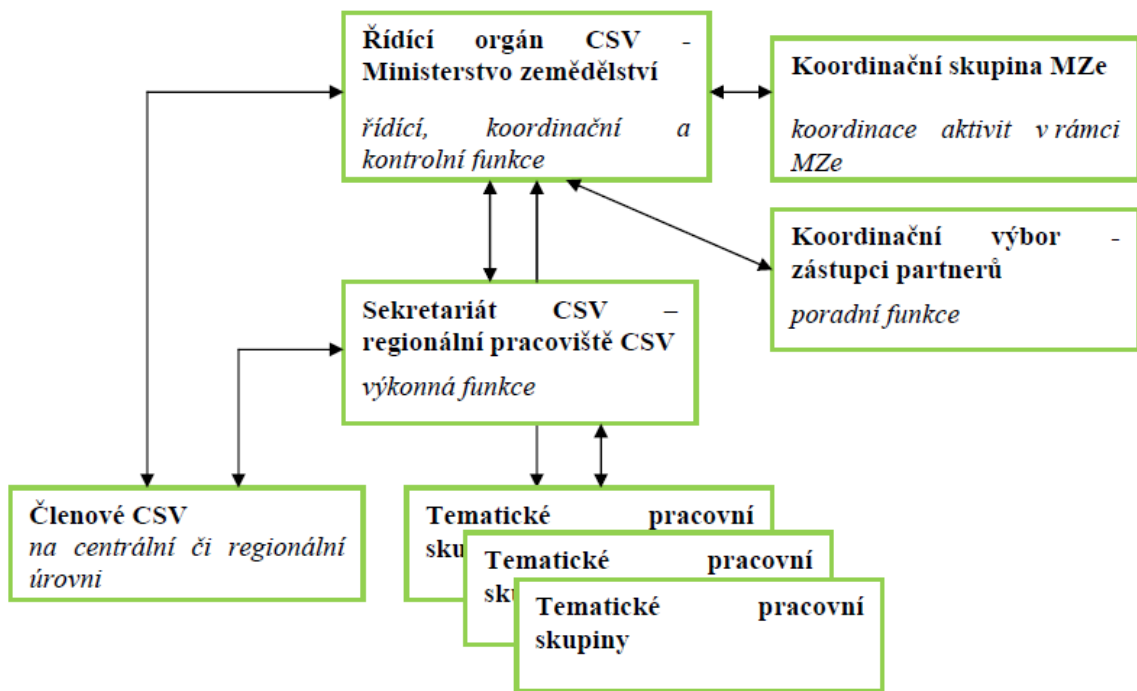 Řídící orgán CSV -
Ministerstvo zemědělství
řídící, koordinační a
kontrolní funkce
Koordinační skupina MZe
koordinace aktivit v rámci
MZe
Koordinační výbor -
zástupci partnerů
poradní funkce
Sekretariát CSV –
regionální pracoviště CSV
výkonná funkce
Členové CSV
na centrální či regionální
úrovni
Tematické pracovní
sku
Tematické pracovní
sku
Tematické pracovní
skupiny